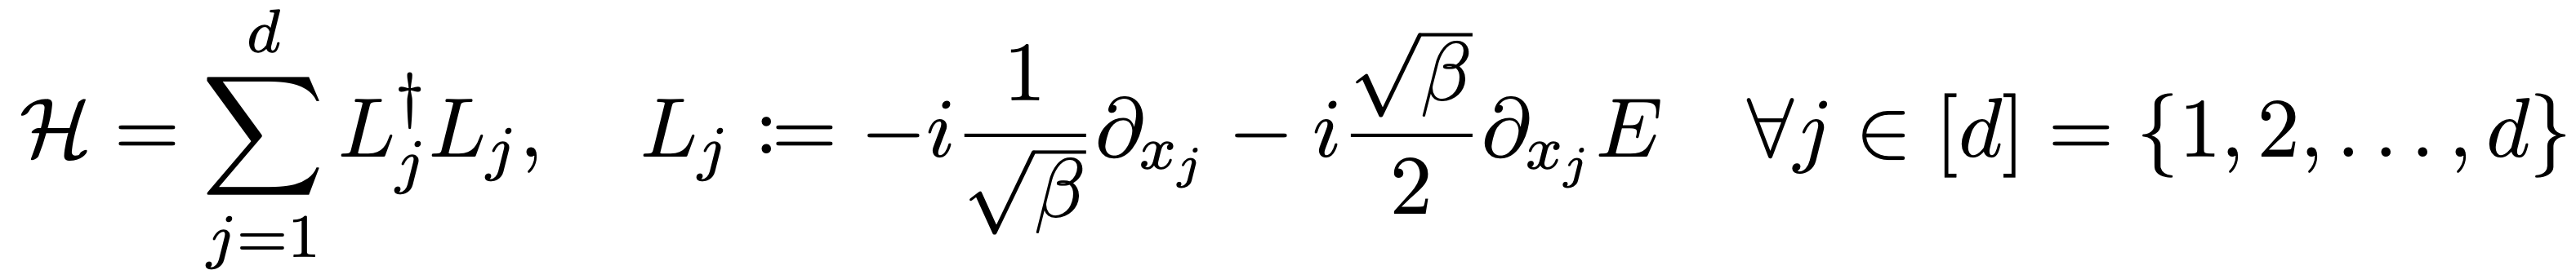 $\mathcal{H} = \sum_{j=1}^{d} L_j^\dagger L_j, \quad L_j := -i\frac{1}{\sqrt{\beta}}\partial_{x_j} - i\frac{\sqrt{\beta}}{2}\partial_{x_j}E \quad \forall j \in [d] = \{1, 2, \ldots, d\}$